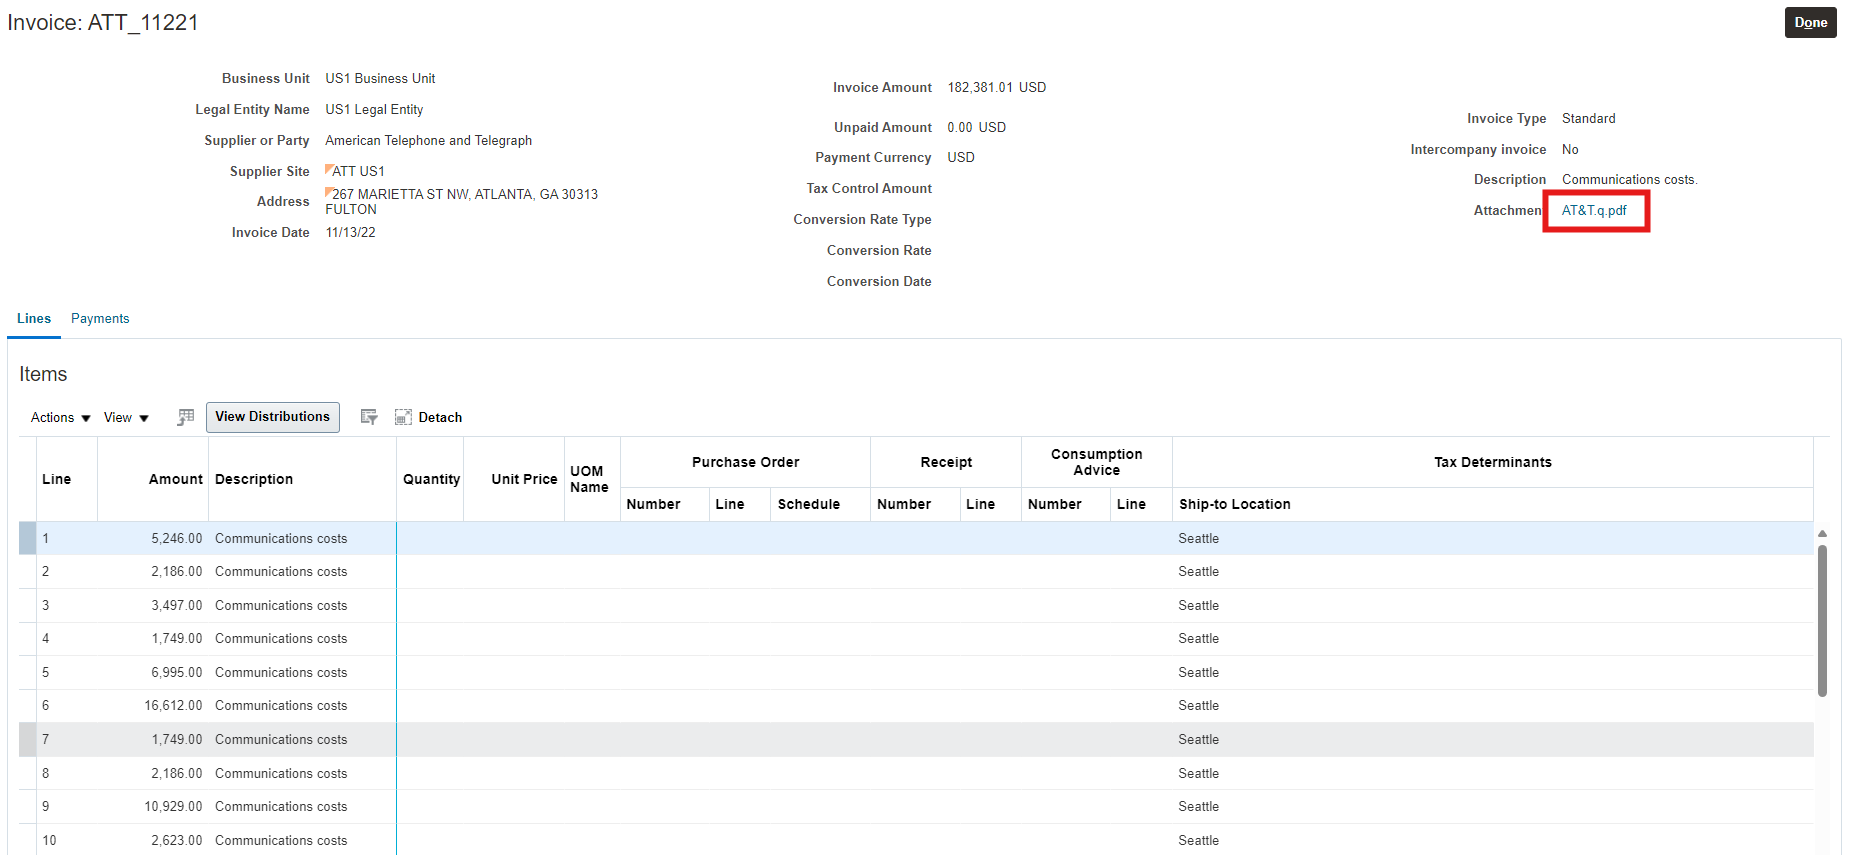 Invoice: ATT_11221
Done
Business Unit US1 Business Unit
Legal Entity Name US1 Legal Entity
Supplier or Party American Telephone and Telegraph
Supplier Site ATT US1
Address 267 MARIETTA ST NW, ATLANTA, GA 30313
FULTON
Invoice Date 11/13/22
Invoice Amount 182,381.01 USD
Unpaid Amount 0.00 USD
Payment Currency USD
Tax Control Amount
Conversion Rate Type
Conversion Rate
Conversion Date
Invoice Type Standard
Intercompany invoice No
Description Communications costs.
Attachmen AT&T.q.pdf
Lines Payments
Items
Actions View View Distributions Detach
Line Amount Description Quantity Unit Price UOM Name Purchase Order Receipt Consumption Advice Tax Determinants
Number Line Schedule Number Line Number Line Ship-to Location
1 5,246.00 Communications costs Seattle
2 2,186.00 Communications costs Seattle
3 3,497.00 Communications costs Seattle
4 1,749.00 Communications costs Seattle
5 6,995.00 Communications costs Seattle
6 16,612.00 Communications costs Seattle
7 1,749.00 Communications costs Seattle
8 2,186.00 Communications costs Seattle
9 10,929.00 Communications costs Seattle
10 2,623.00 Communications costs Seattle